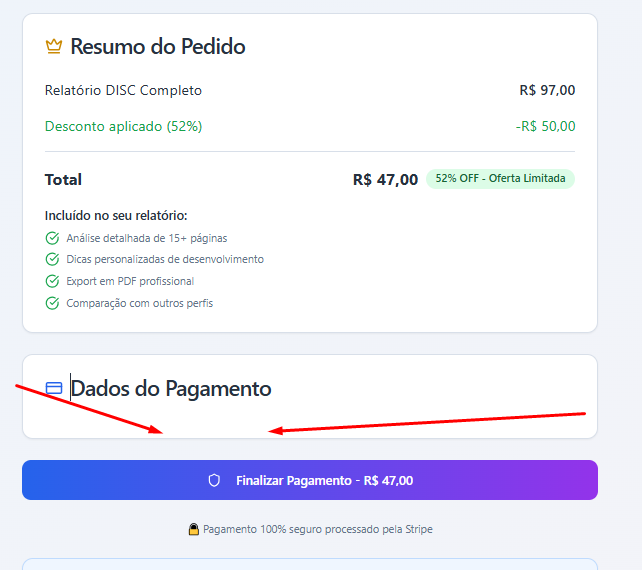 Resumo do Pedido
Relatório DISC Completo R$ 97,00
Desconto aplicado (52%) -R$ 50,00
Total R$ 47,00 52% OFF - Oferta Limitada
Incluído no seu relatório:
Análise detalhada de 15+ páginas
Dicas personalizadas de desenvolvimento
Export em PDF profissional
Comparação com outros perfis
Dados do Pagamento
Finalizar Pagamento - R$ 47,00
Pagamento 100% seguro processado pela Stripe